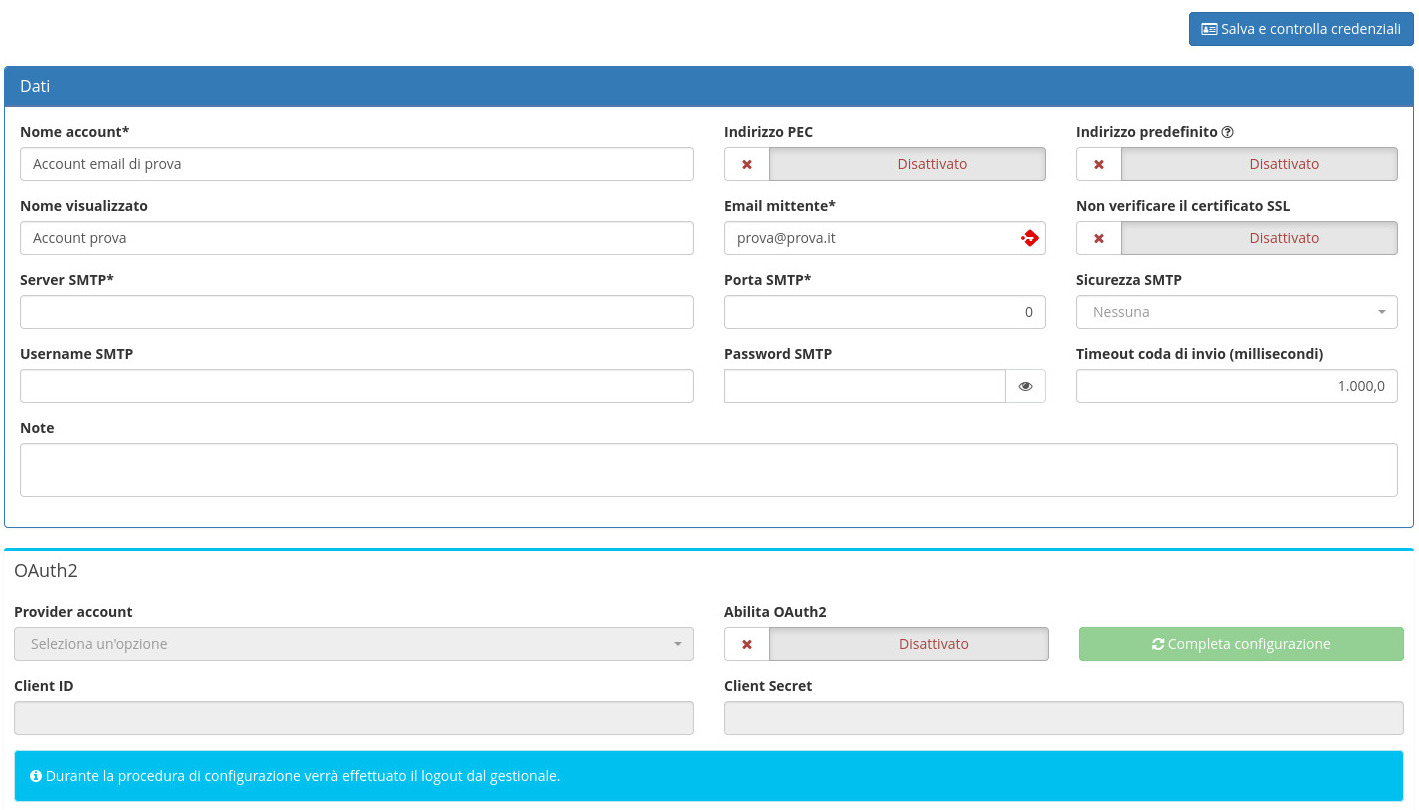 Salva e controlla credenziali
Dati
Nome account*
Indirizzo PEC
Indirizzo predefinito
Account email di prova
Disattivato
Disattivato
Nome visualizzato
Email mittente*
Non verificare il certificato SSL
Account prova
prova@prova.it
Disattivato
Server SMTP*
Porta SMTP*
Sicurezza SMTP
0
Nessuna
Username SMTP
Password SMTP
Timeout coda di invio (millisecondi)
1.000,0
Note
OAuth2
Provider account
Abilita OAuth2
Seleziona un'opzione
Disattivato
Completa configurazione
Client ID
Client Secret
Durante la procedura di configurazione verrà effettuato il logout dal gestionale.